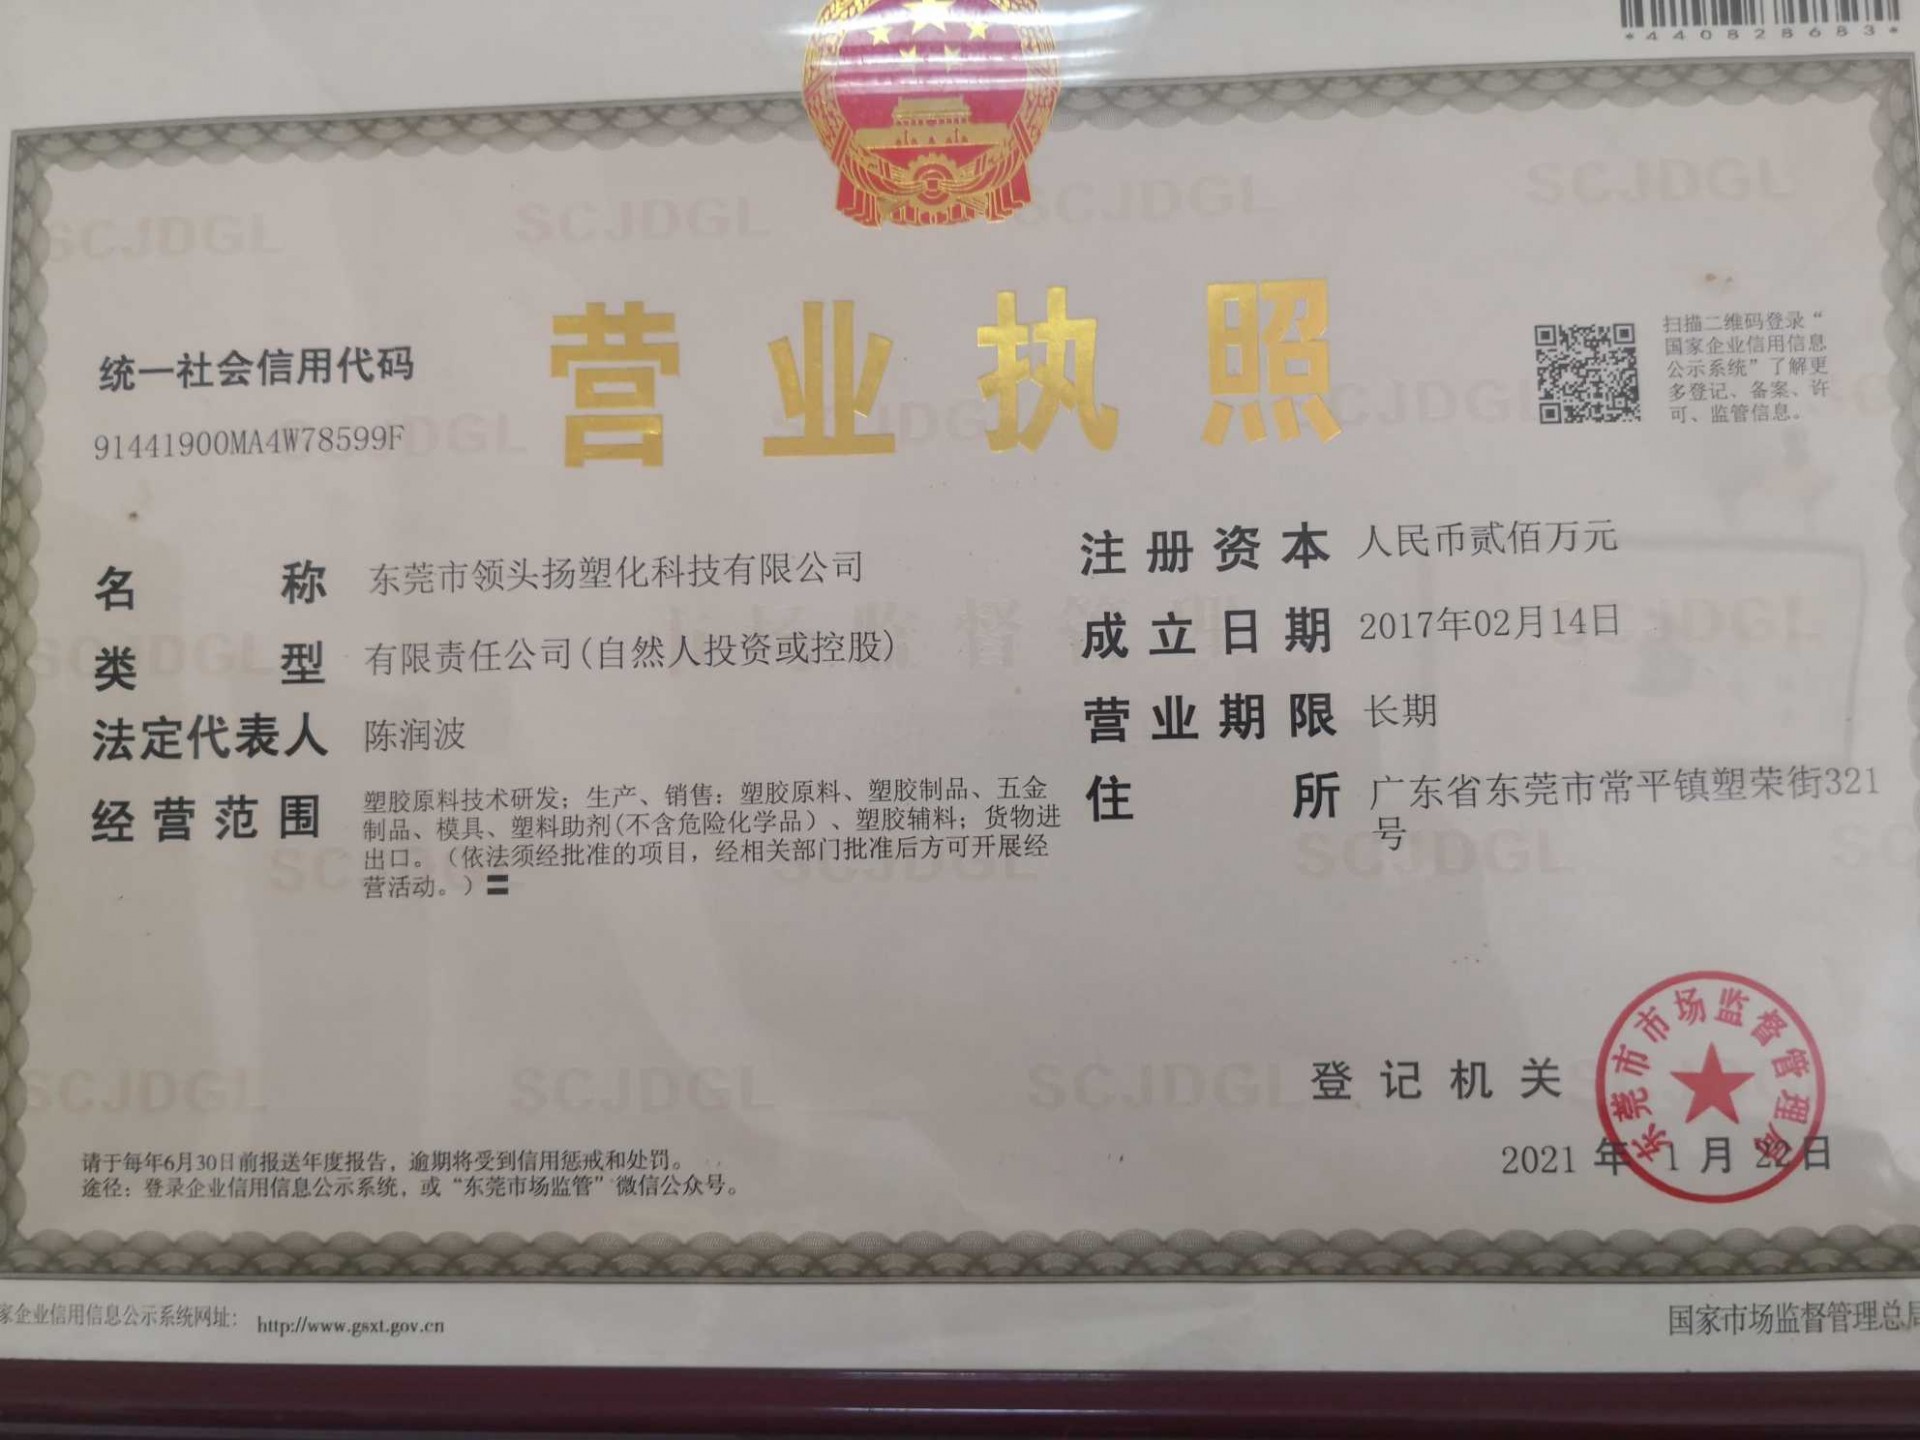 *440828683*
营业执照
统一社会信用代码
91441900MA4W78599F
扫描二维码登录“
国家企业信用信息
公示系统”了解更
多登记、备案、许
可、监管信息。
名称 东莞市领头扬塑化科技有限公司
类型 有限责任公司(自然人投资或控股)
法定代表人 陈润波
经营范围 塑胶原料技术研发；生产、销售：塑胶原料、塑胶制品、五金
制品、模具、塑料助剂(不含危险化学品）、塑胶辅料；货物进
出口。（依法须经批准的项目，经相关部门批准后方可开展经
营活动。）〓
注册资本 人民币贰佰万元
成立日期 2017年02月14日
营业期限 长期
住所 广东省东莞市常平镇塑荣街321
号
登记机关
东莞市市场监督管理局
2021 年 1 月 22日
请于每年6月30日前报送年度报告，逾期将受到信用惩戒和处罚。
途径：登录企业信用信息公示系统，或“东莞市场监管”微信公众号。
家企业信用信息公示系统网址： http://www.gsxt.gov.cn
国家市场监督管理总局
SCJDGL